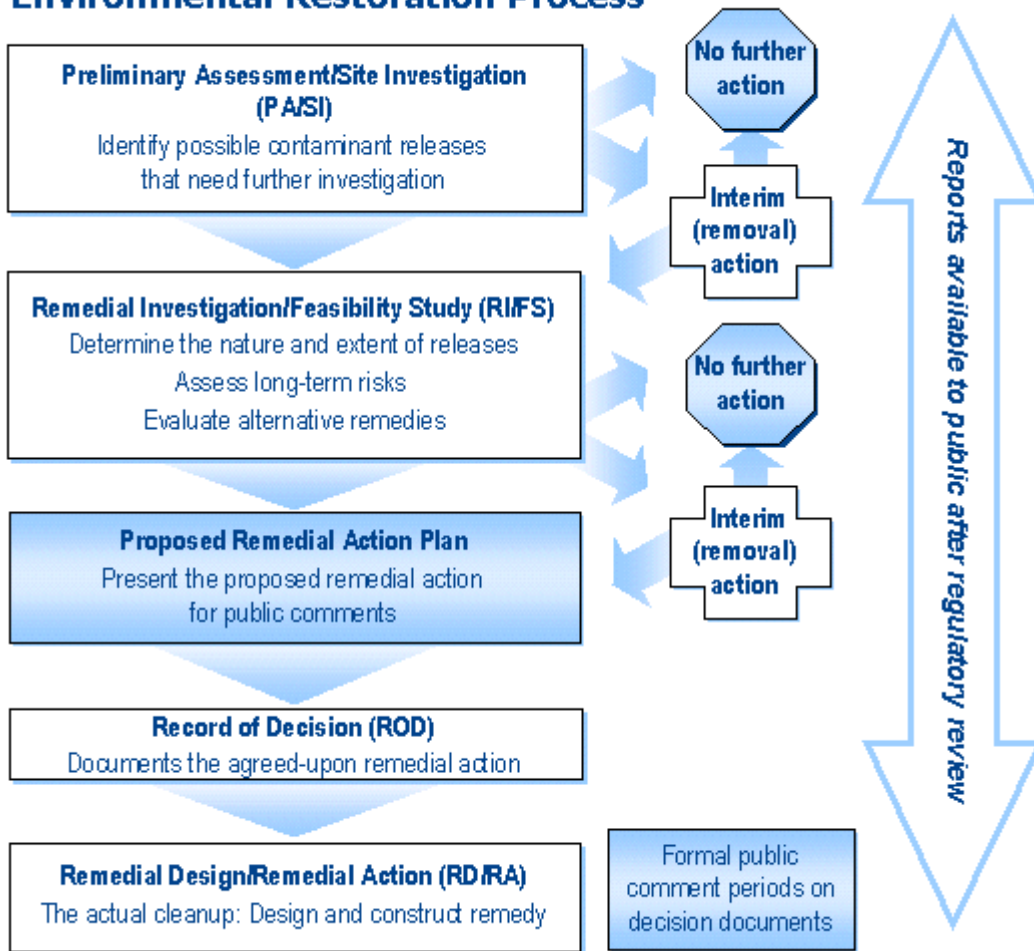 Environmental Restoration Process
Preliminary Assessment/Site Investigation
(PA/SI)
Identify possible contaminant releases
that need further investigation
No further
action
Interim
(removal)
action
Remedial Investigation/Feasibility Study (RI/FS)
Determine the nature and extent of releases
Assess long-term risks
Evaluate alternative remedies
No further
action
Interim
(removal)
action
Proposed Remedial Action Plan
Present the proposed remedial action
for public comments
Record of Decision (ROD)
Documents the agreed-upon remedial action
Remedial Design/Remedial Action (RD/RA)
The actual cleanup: Design and construct remedy
Formal public
comment periods on
decision documents
Reports available to public after regulatory review